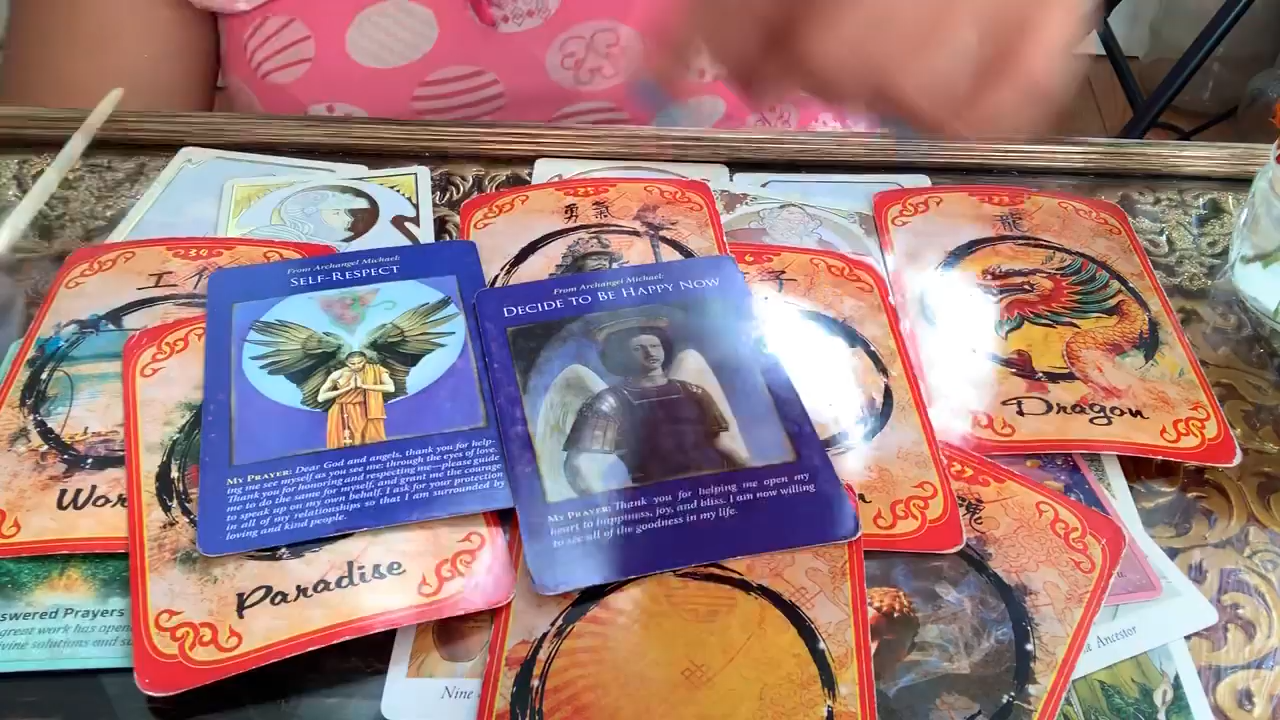 From Archangel Michael:
SELF-RESPECT
MY PRAYER: Dear God and angels, thank you for help-
ing me see myself as you see me: through the eyes of love.
Thank you for honoring and respecting me—please guide
me to do the same for myself, and grant me the courage
to speak up on my own behalf. I ask for your protection
in all of my relationships so that I am surrounded by
loving and kind people.
From Archangel Michael:
DECIDE TO BE HAPPY NOW
MY PRAYER: Thank you for helping me open my
heart to happiness, joy, and bliss. I am now willing
to see all of the goodness in my life.
勇氣
龍
Dragon
工
Wor
Paradise
子
魂
swered Prayers
great work has open
vine solutions and su
Nine
Ancestor